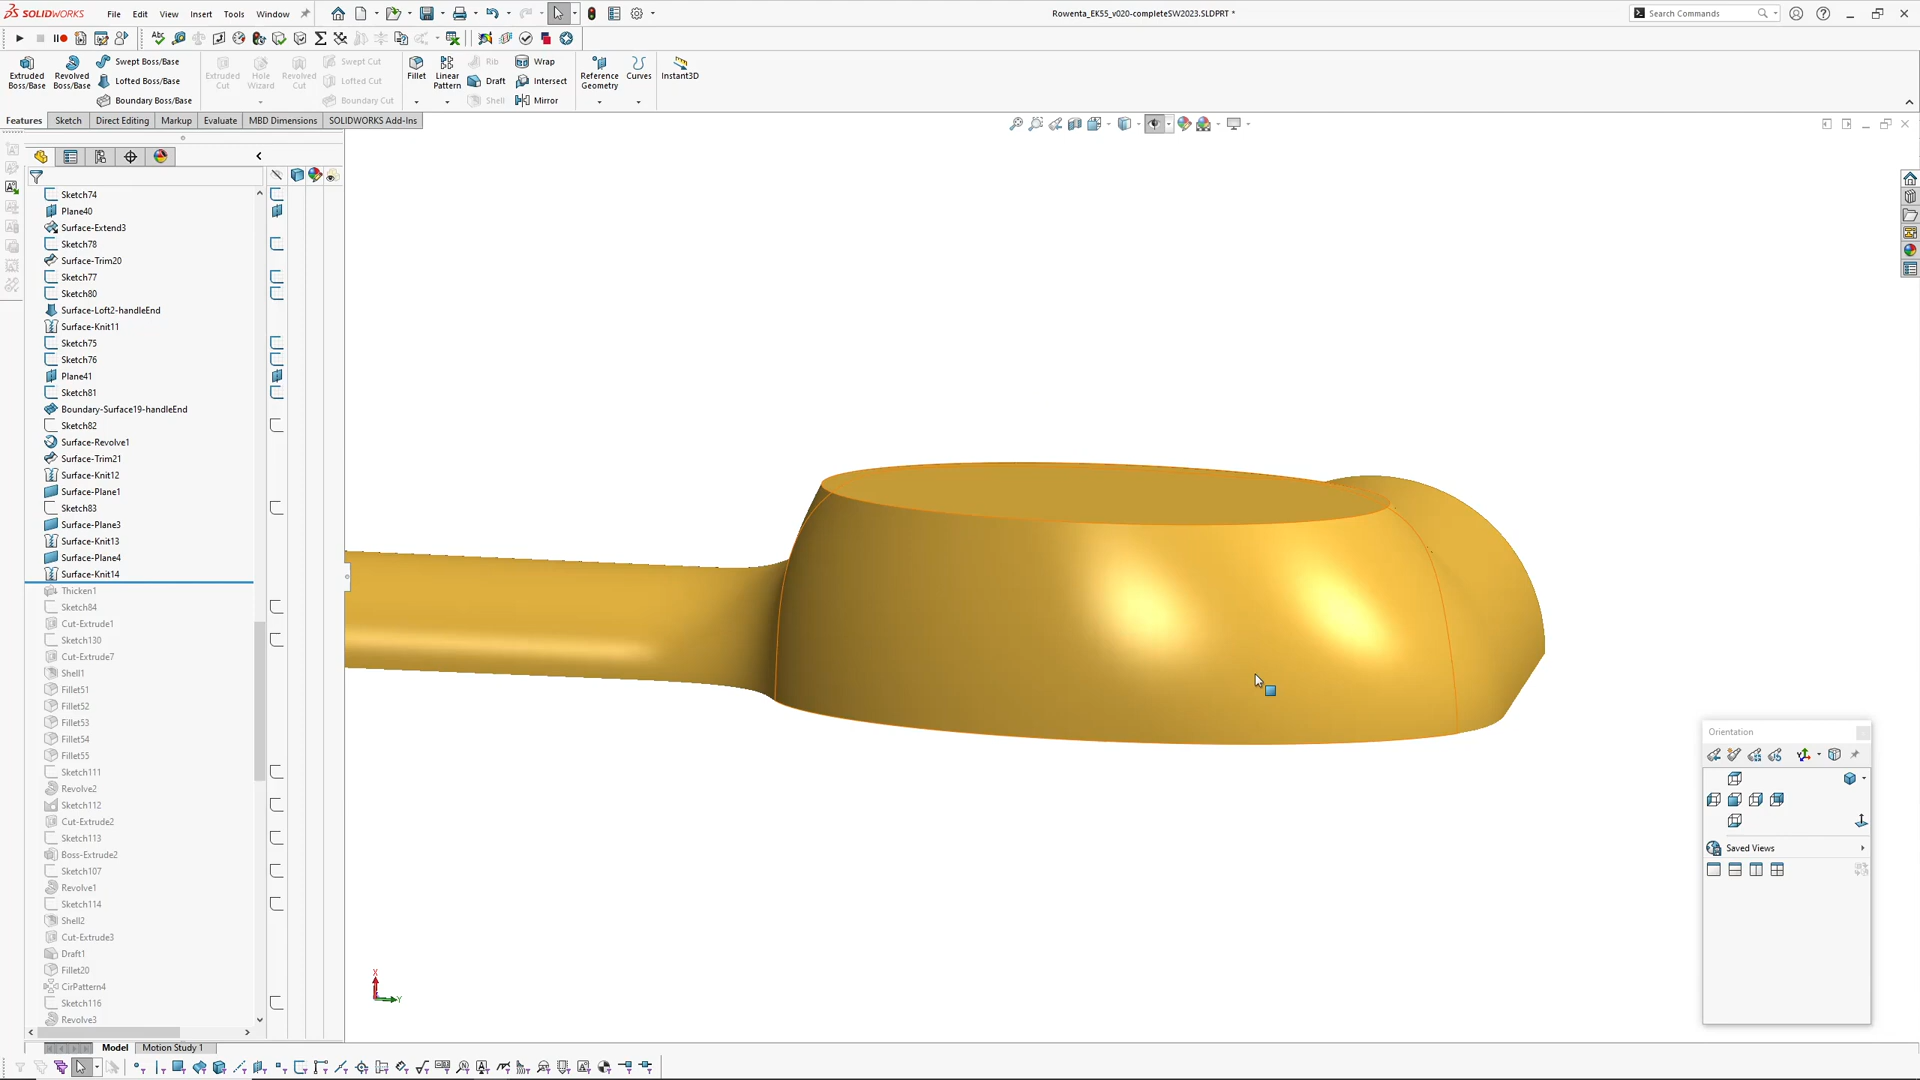 SOLIDWORKS File Edit View Insert Tools Window Rowenta_EK55_v020-completeSW2023.SLDPRT * Search Commands
Extruded Boss/Base
Revolved Boss/Base
Swept Boss/Base
Lofted Boss/Base
Boundary Boss/Base
Extruded Cut
Hole Wizard
Revolved Cut
Swept Cut
Lofted Cut
Boundary Cut
Fillet
Linear Pattern
Rib
Draft
Shell
Wrap
Intersect
Mirror
Reference Geometry
Curves
Instant3D
Features Sketch Direct Editing Markup Evaluate MBD Dimensions SOLIDWORKS Add-Ins
Sketch74
Plane40
Surface-Extend3
Sketch78
Surface-Trim20
Sketch77
Sketch80
Surface-Loft2-handleEnd
Surface-Knit11
Sketch75
Sketch76
Plane41
Sketch81
Boundary-Surface19-handleEnd
Sketch82
Surface-Revolve1
Surface-Trim21
Surface-Knit12
Surface-Plane1
Sketch83
Surface-Plane3
Surface-Knit13
Surface-Plane4
Surface-Knit14
Thicken1
Sketch84
Cut-Extrude1
Sketch130
Cut-Extrude7
Shell1
Fillet51
Fillet52
Fillet53
Fillet54
Fillet55
Sketch111
Revolve2
Sketch112
Cut-Extrude2
Sketch113
Boss-Extrude2
Sketch107
Revolve1
Sketch114
Shell2
Cut-Extrude3
Draft1
Fillet20
CirPattern4
Sketch116
Revolve3
X
Y
Orientation
Saved Views
Model Motion Study 1